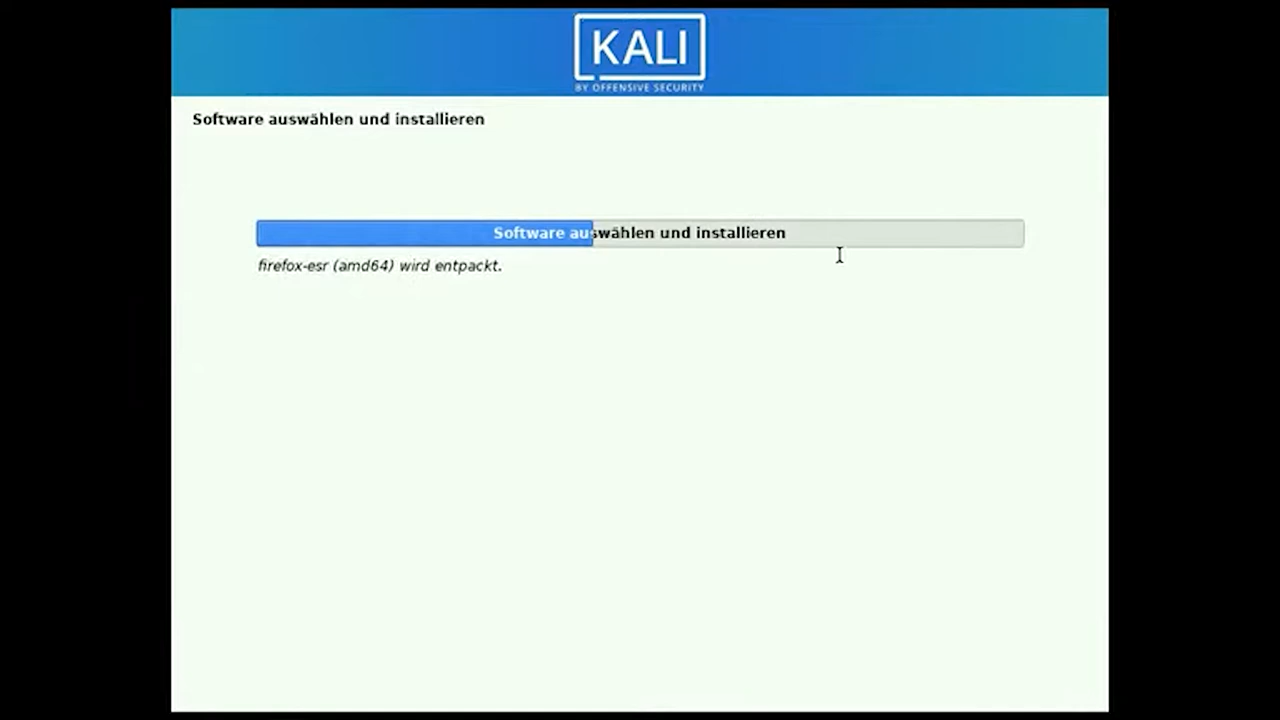 KALI
BY OFFENSIVE SECURITY
Software auswählen und installieren
Software auswählen und installieren
firefox-esr (amd64) wird entpackt.